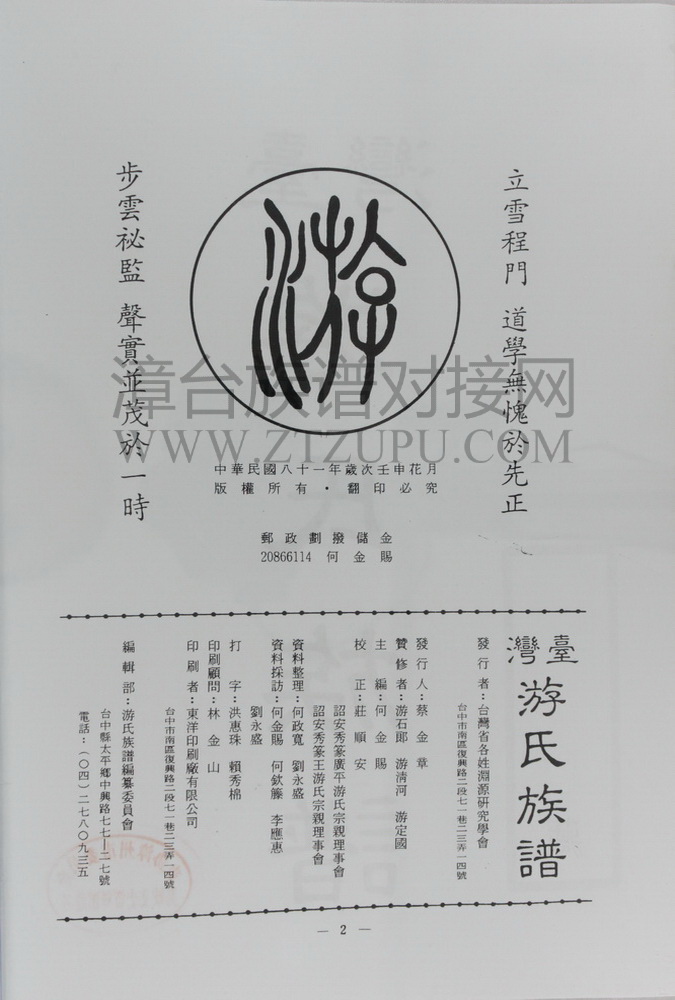 立雪程門 道學無愧於先正
步雲祕監 聲實並茂於一時
游
漳台族谱对接网
WWW.ZTZUPU.COM
中華民國八十一年歲次壬申花月
版權所有・翻印必究
郵政劃撥儲金
20866114 何金賜
臺灣游氏族譜
發行者：台灣省各姓淵源研究學會
台中市南區復興路二段七一巷二三弄一四號
發行人：蔡金章
贊修者：游石郎 游清河 游定國
主編：何金賜
校正：莊順安
詔安秀篆廣平游氏宗親理事會
詔安秀篆王游氏宗親理事會
資料整理：何政寬 劉永盛
資料採訪：何金賜 何欽籐 李應惠
劉永盛
打字：洪惠珠 賴秀棉
印刷顧問：林金山
印刷者：東洋印刷廠有限公司
台中市南區復興路二段七一巷二三弄一四號
編輯部：游氏族譜編纂委員會
台中縣太平鄉中興路七七—二七號
電話：（〇四）二七八〇九三五
— 2 —